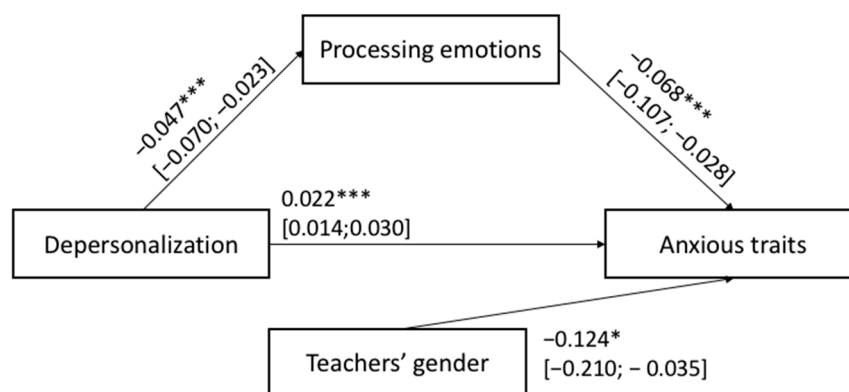 Processing emotions
−0.047***
[−0.070; −0.023]
−0.068***
[−0.107; −0.028]
0.022***
[0.014;0.030]
Depersonalization
Anxious traits
Teachers’ gender
−0.124*
[−0.210; − 0.035]